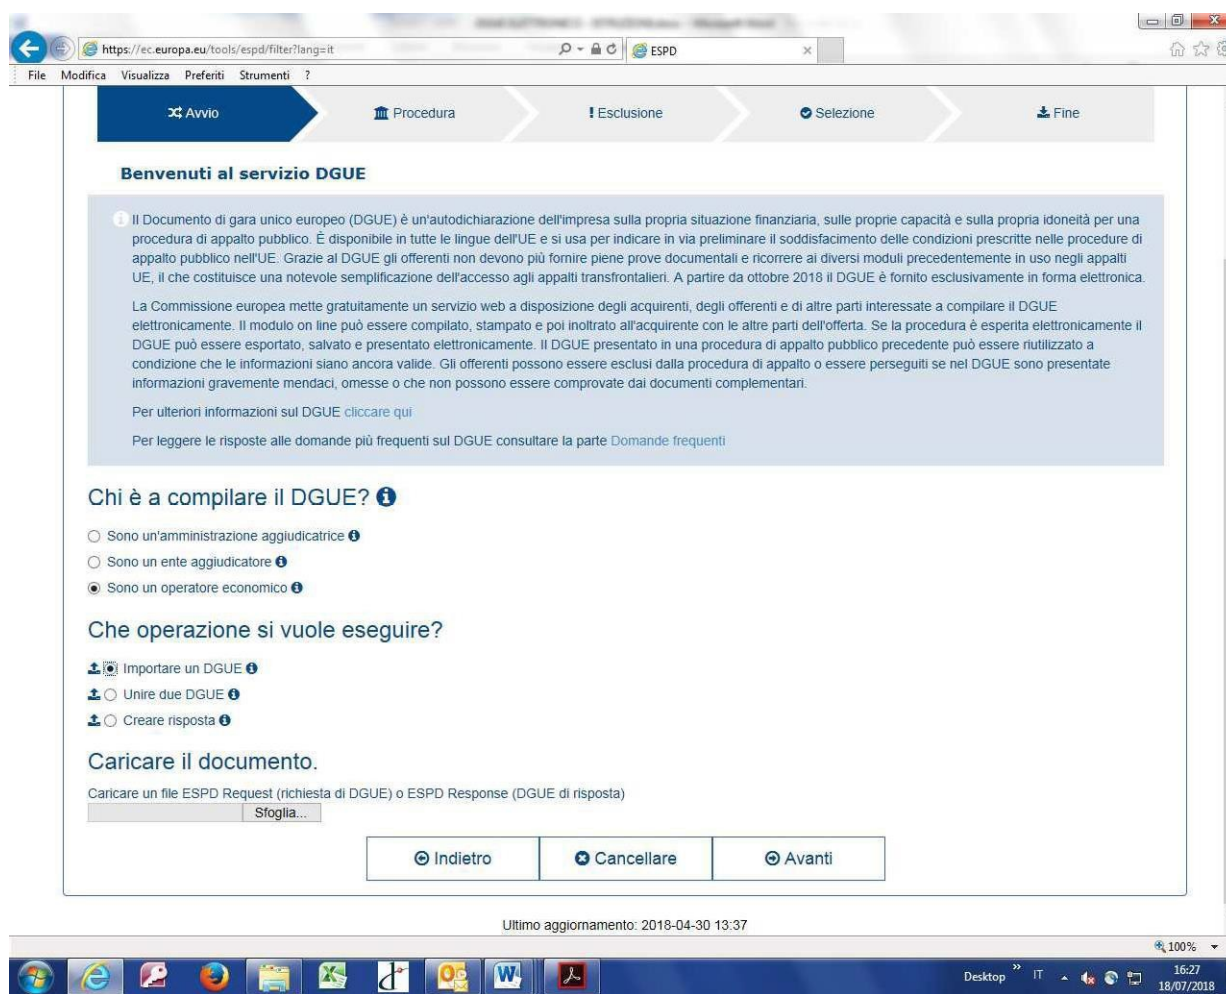 https://ec.europa.eu/tools/espd/filter?lang=it
ESPD
File Modifica Visualizza Preferiti Strumenti ?
Avvio
Procedura
Esclusione
Selezione
Fine
Benvenuti al servizio DGUE
Il Documento di gara unico europeo (DGUE) è un'autodichiarazione dell'impresa sulla propria situazione finanziaria, sulle proprie capacità e sulla propria idoneità per una
procedura di appalto pubblico. È disponibile in tutte le lingue dell'UE e si usa per indicare in via preliminare il soddisfacimento delle condizioni prescritte nelle procedure di
appalto pubblico nell'UE. Grazie al DGUE gli offerenti non devono più fornire piene prove documentali e ricorrere ai diversi moduli precedentemente in uso negli appalti
UE, il che costituisce una notevole semplificazione dell'accesso agli appalti transfrontalieri. A partire da ottobre 2018 il DGUE è fornito esclusivamente in forma elettronica.
La Commissione europea mette gratuitamente un servizio web a disposizione degli acquirenti, degli offerenti e di altre parti interessate a compilare il DGUE
elettronicamente. Il modulo on line può essere compilato, stampato e poi inoltrato all'acquirente con le altre parti dell'offerta. Se la procedura è esperita elettronicamente il
DGUE può essere esportato, salvato e presentato elettronicamente. Il DGUE presentato in una procedura di appalto pubblico precedente può essere riutilizzato a
condizione che le informazioni siano ancora valide. Gli offerenti possono essere esclusi dalla procedura di appalto o essere perseguiti se nel DGUE sono presentate
informazioni gravemente mendaci, omesse o che non possono essere comprovate dai documenti complementari.
Per ulteriori informazioni sul DGUE cliccare qui
Per leggere le risposte alle domande più frequenti sul DGUE consultare la parte Domande frequenti
Chi è a compilare il DGUE?
Sono un'amministrazione aggiudicatrice
Sono un ente aggiudicatore
Sono un operatore economico
Che operazione si vuole eseguire?
Importare un DGUE
Unire due DGUE
Creare risposta
Caricare il documento.
Caricare un file ESPD Request (richiesta di DGUE) o ESPD Response (DGUE di risposta)
Sfoglia...
Indietro
Cancellare
Avanti
Ultimo aggiornamento: 2018-04-30 13:37
100%
Desktop
IT
16:27
18/07/2018